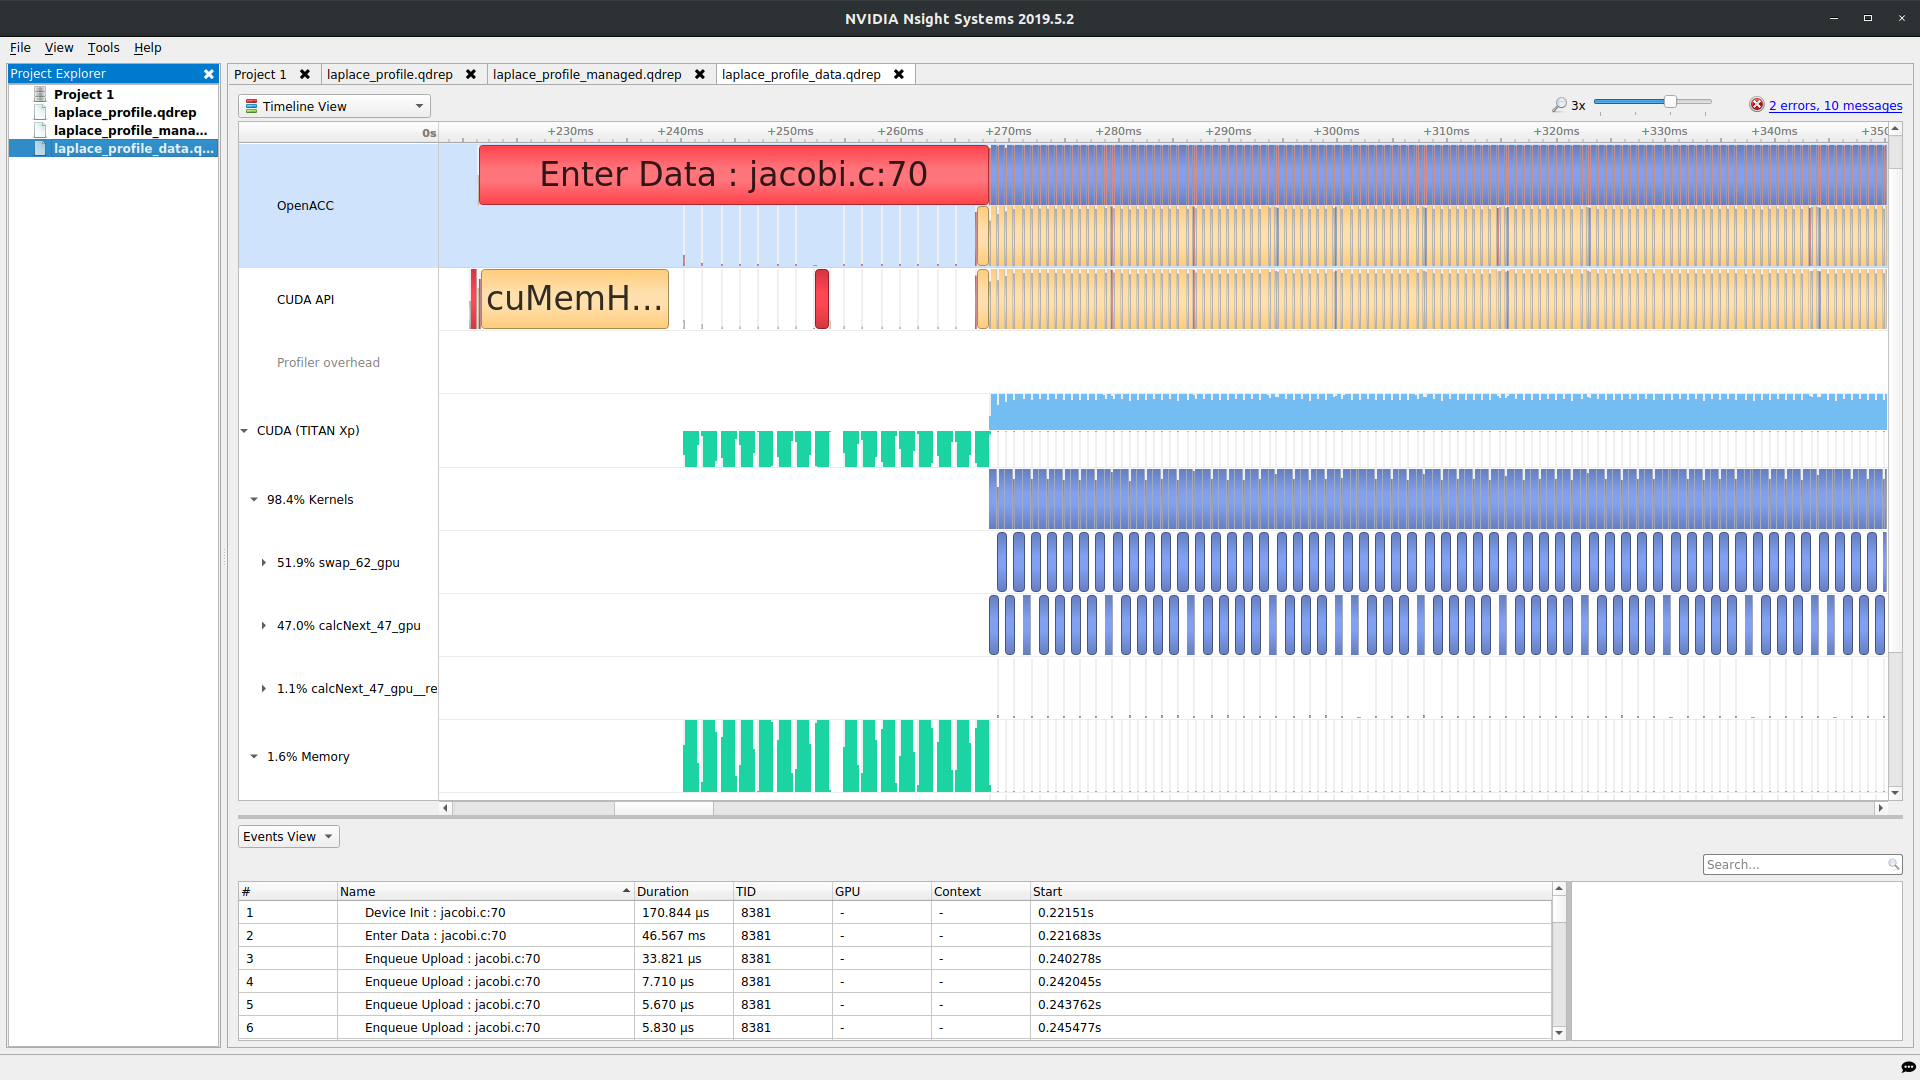 NVIDIA Nsight Systems 2019.5.2
File View Tools Help
Project Explorer
Project 1
laplace_profile.qdrep
laplace_profile_mana...
laplace_profile_data.q...
Project 1
laplace_profile.qdrep
laplace_profile_managed.qdrep
laplace_profile_data.qdrep
Timeline View
3x
2 errors, 10 messages
0s +230ms +240ms +250ms +260ms +270ms +280ms +290ms +300ms +310ms +320ms +330ms +340ms +350
OpenACC
Enter Data : jacobi.c:70
CUDA API
cuMemH...
Profiler overhead
CUDA (TITAN Xp)
98.4% Kernels
51.9% swap_62_gpu
47.0% calcNext_47_gpu
1.1% calcNext_47_gpu__re
1.6% Memory
Events View
Search...
# Name Duration TID GPU Context Start
1 Device Init : jacobi.c:70 170.844 µs 8381 - - 0.22151s
2 Enter Data : jacobi.c:70 46.567 ms 8381 - - 0.221683s
3 Enqueue Upload : jacobi.c:70 33.821 µs 8381 - - 0.240278s
4 Enqueue Upload : jacobi.c:70 7.710 µs 8381 - - 0.242045s
5 Enqueue Upload : jacobi.c:70 5.670 µs 8381 - - 0.243762s
6 Enqueue Upload : jacobi.c:70 5.830 µs 8381 - - 0.245477s